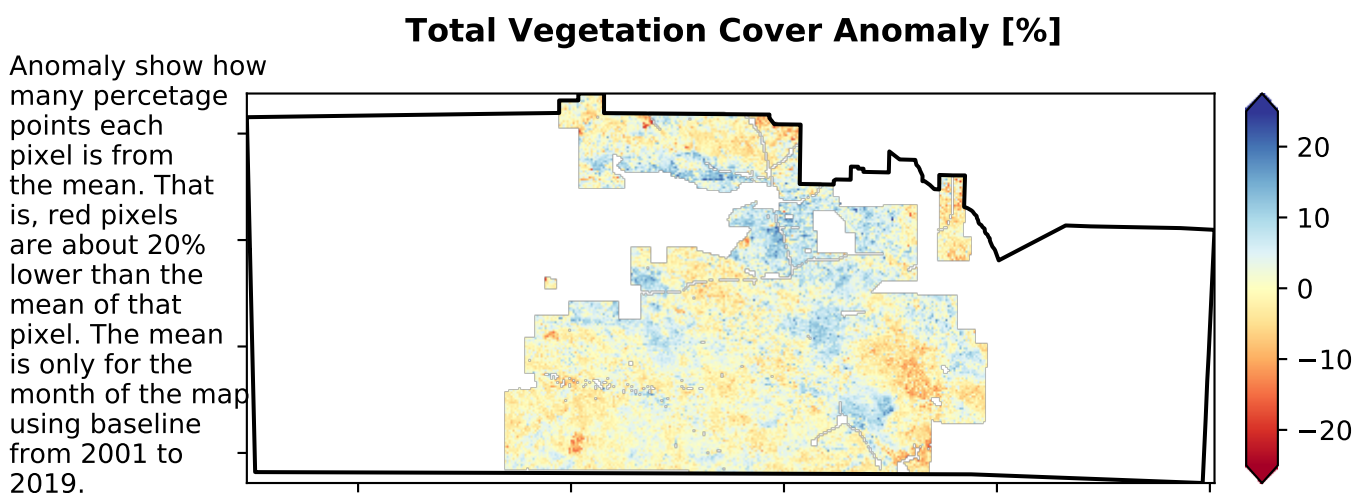 Total Vegetation Cover Anomaly [%]
Anomaly show how
many percetage
points each
pixel is from
the mean. That
is, red pixels
are about 20%
lower than the
mean of that
pixel. The mean
is only for the
month of the map
using baseline
from 2001 to
2019.
20
10
0
−10
−20